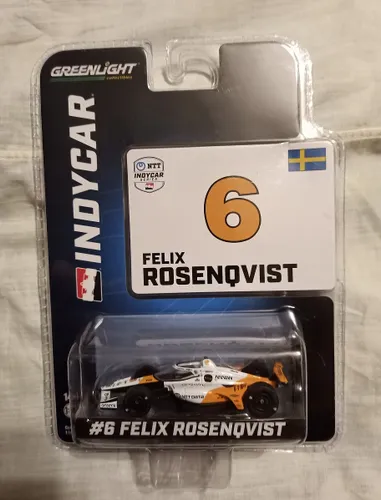 GREENLIGHT
INDYCAR
NTT
INDYCAR
SERIES
6
FELIX
ROSENQVIST
#6 FELIX ROSENQVIST